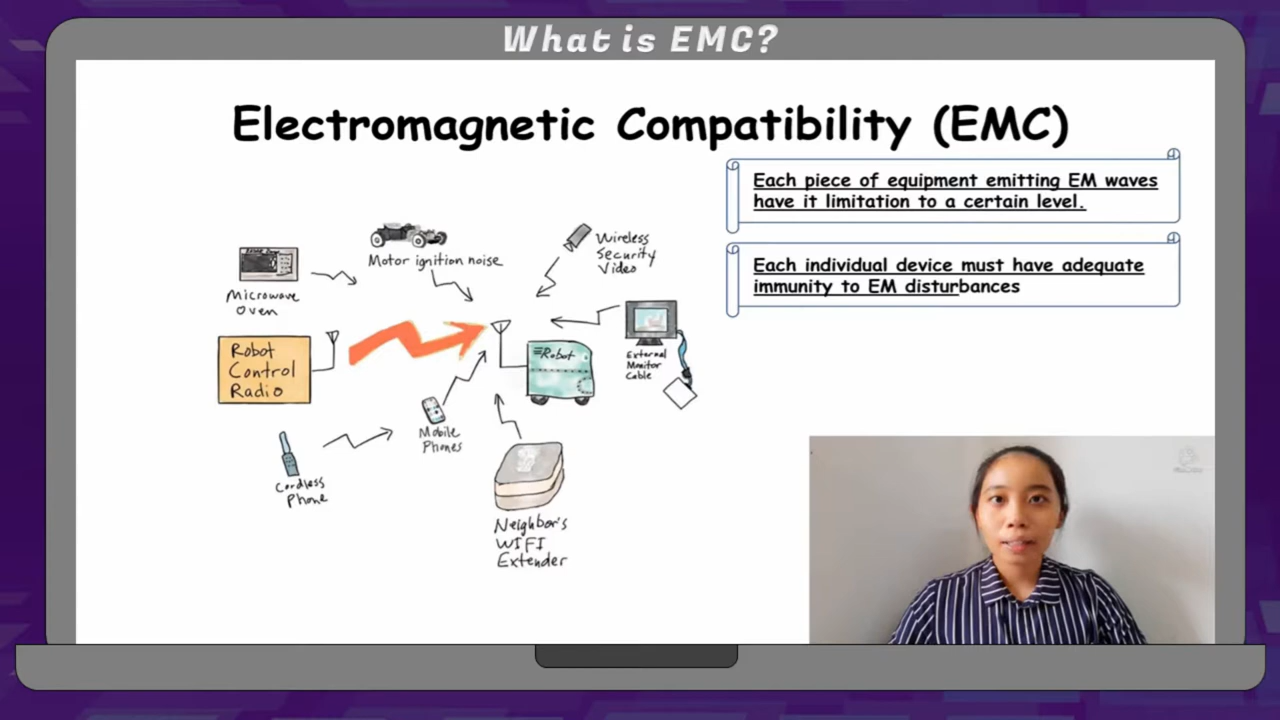 What is EMC?
Electromagnetic Compatibility (EMC)
Each piece of equipment emitting EM waves
have it limitation to a certain level.
Each individual device must have adequate
immunity to EM disturbances
Motor ignition noise
Wireless
Security
Video
Microwave
Oven
Robot
Control
Radio
Robot
External
Monitor
Cable
Mobile
Phones
Cordless
Phone
Neighbor's
WIFI
Extender